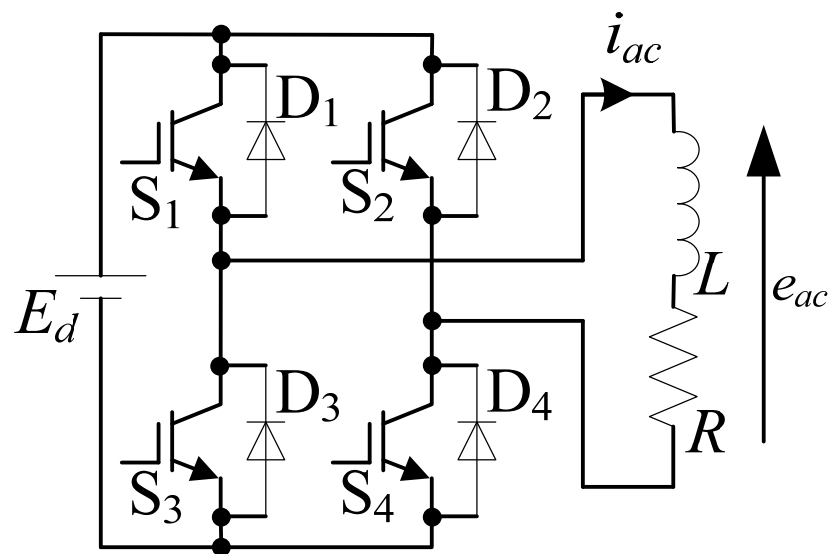 i_ac
D_1
D_2
S_1
S_2
E_d
L
e_ac
D_3
D_4
R
S_3
S_4